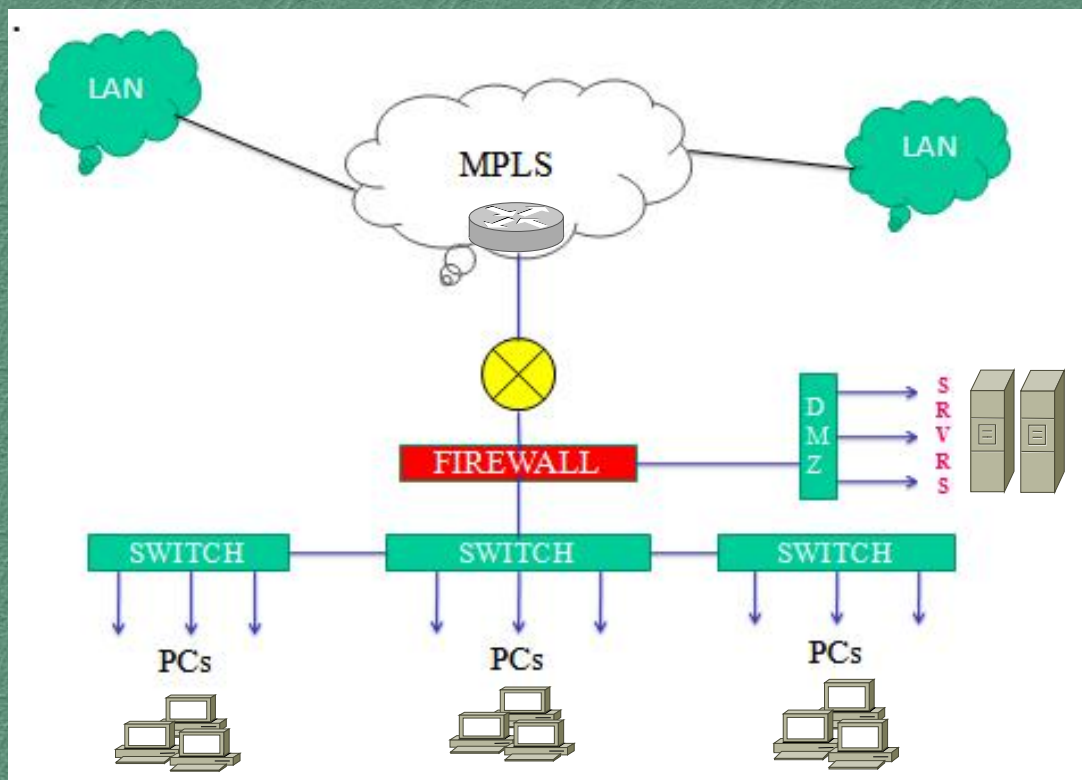 LAN
MPLS
LAN
FIREWALL
D
M
Z
S
R
V
R
S
SWITCH
SWITCH
SWITCH
PCs
PCs
PCs